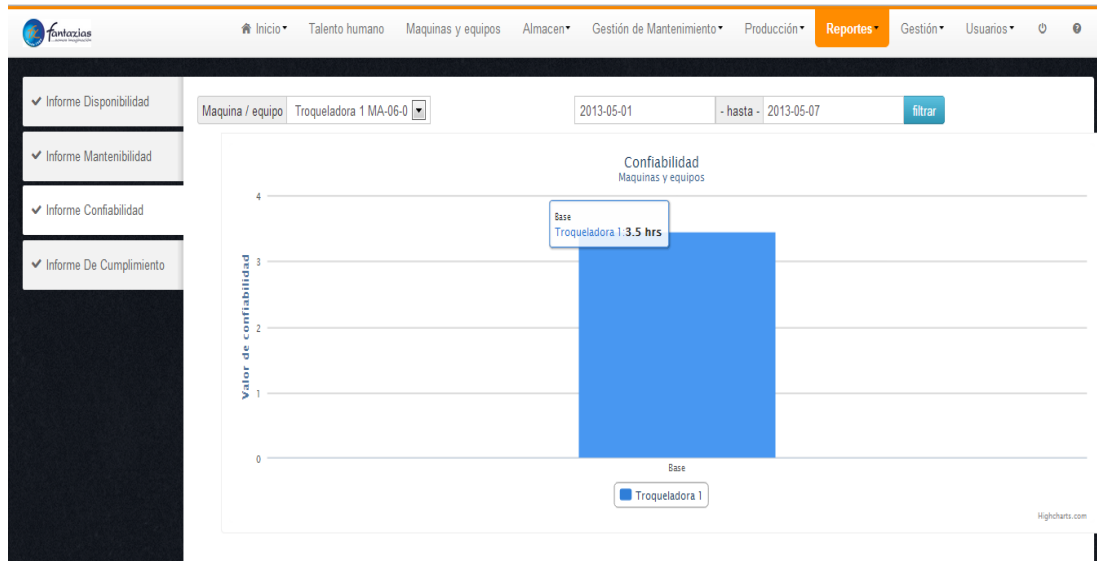 fantazias
Inicio Talento humano Maquinas y equipos Almacen Gestión de Mantenimiento Producción Reportes Gestión Usuarios
Informe Disponibilidad
Informe Mantenibilidad
Informe Confiabilidad
Informe De Cumplimiento
Maquina / equipo Troqueladora 1 MA-06-0 2013-05-01 - hasta - 2013-05-07 filtrar
Confiabilidad
Maquinas y equipos
Valor de confiabilidad
4
3
2
1
0
Base
Troqueladora 1:3.5 hrs
Base
Troqueladora 1
Highcharts.com